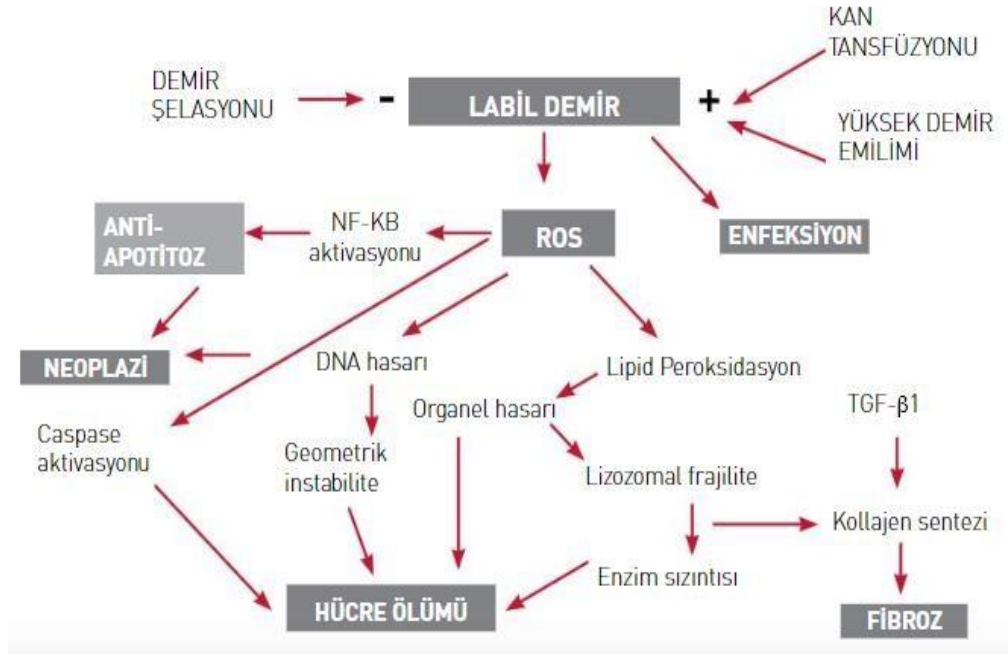 KAN
TANSFÜZYONU
DEMİR
ŞELASYONU
-
LABİL DEMİR
+
YÜKSEK DEMİR
EMİLİMİ
ANTİ-
APOTİTOZ
NF-KB
aktivasyonu
ROS
ENFEKSİYON
NEOPLAZİ
DNA hasarı
Lipid Peroksidasyon
Organel hasarı
TGF-β1
Caspase
aktivasyonu
Geometrik
instabilite
Lizozomal frajilite
Kollajen sentezi
Enzim sızıntısı
HÜCRE ÖLÜMÜ
FİBROZ